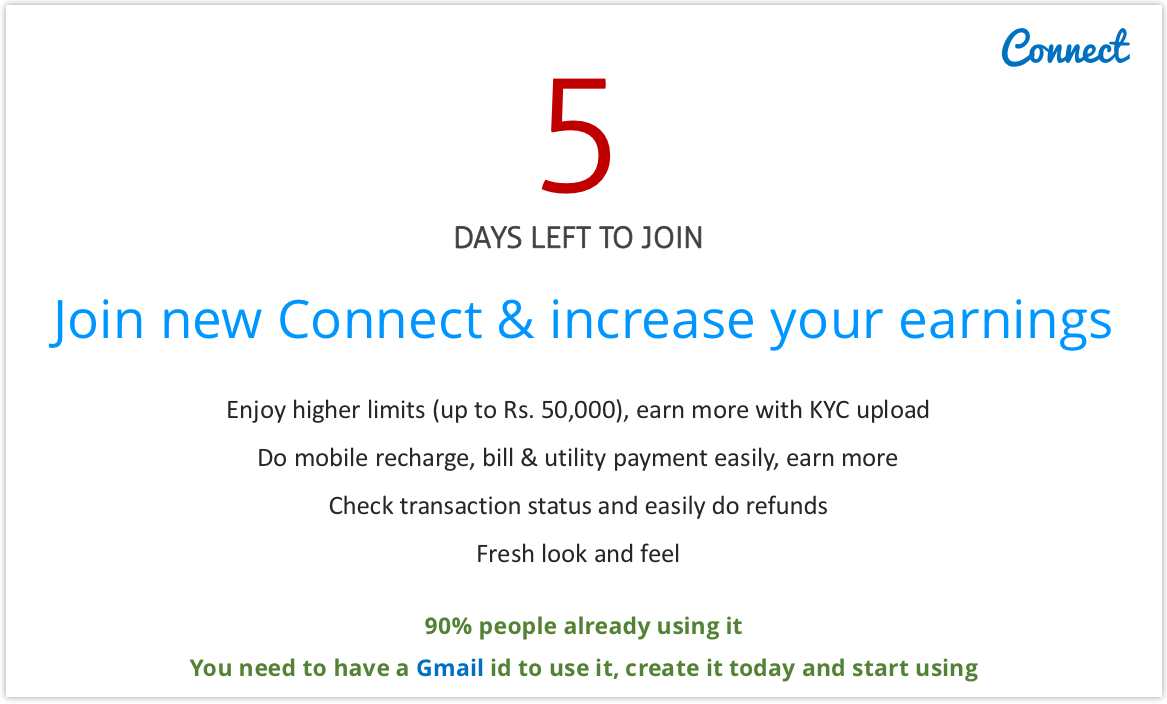 Connect
5
DAYS LEFT TO JOIN
Join new Connect & increase your earnings
Enjoy higher limits (up to Rs. 50,000), earn more with KYC upload
Do mobile recharge, bill & utility payment easily, earn more
Check transaction status and easily do refunds
Fresh look and feel
90% people already using it
You need to have a Gmail id to use it, create it today and start using